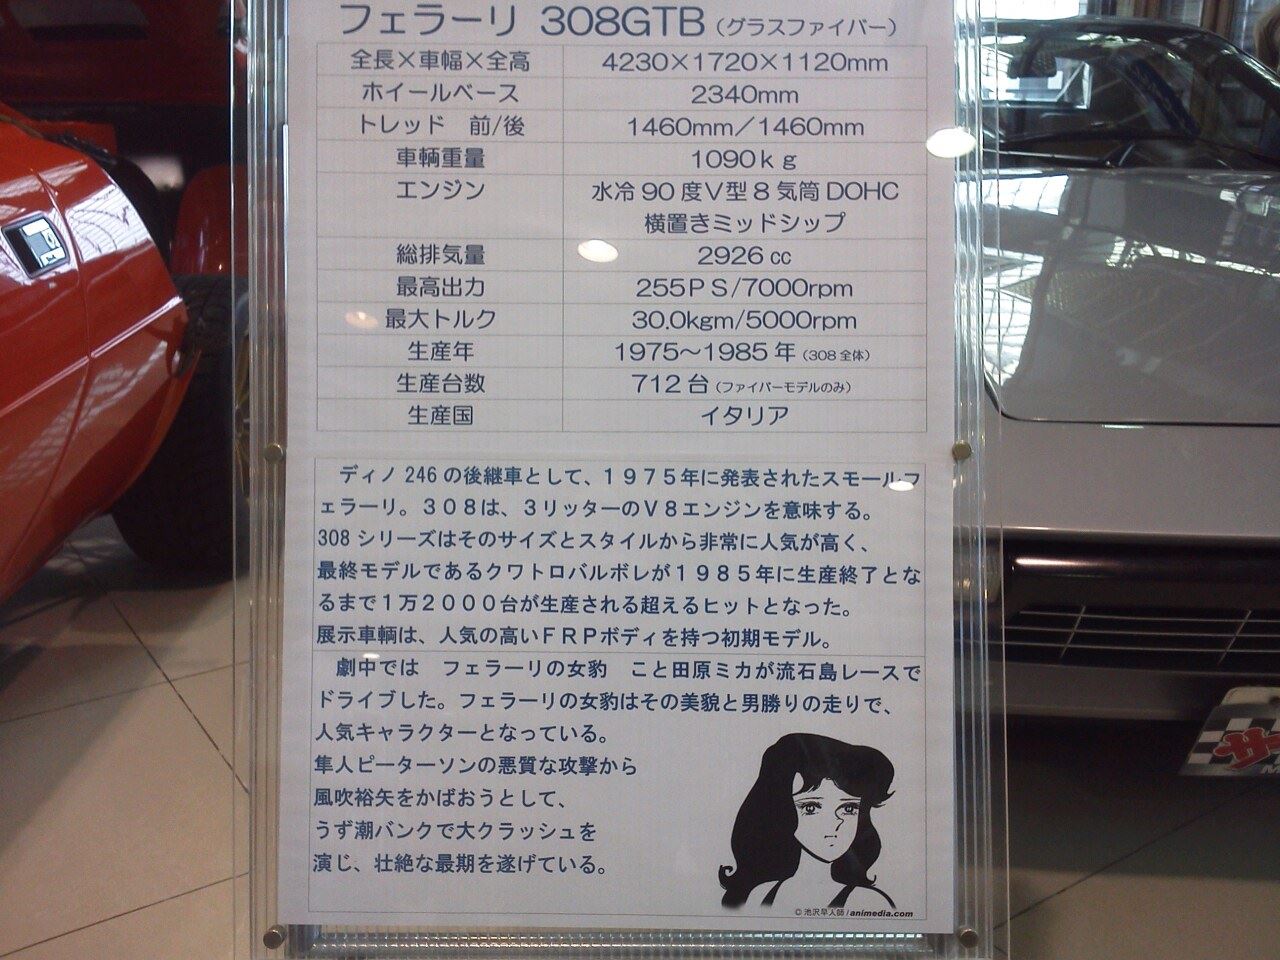 フェラーリ 308GTB（グラスファイバー）
全長×車幅×全高 4230×1720×1120mm
ホイールベース 2340mm
トレッド 前/後 1460mm／1460mm
車輌重量 1090ｋｇ
エンジン 水冷90度Ｖ型8気筒DOHC
横置きミッドシップ
総排気量 2926㏄
最高出力 255ＰＳ/7000rpm
最大トルク 30.0kgm/5000rpm
生産年 1975～1985年（308全体）
生産台数 712台（ファイバーモデルのみ）
生産国 イタリア
ディノ246の後継車として、１９７５年に発表されたスモールフ
ェラーリ。３０８は、３リッターのＶ８エンジンを意味する。
308シリーズはそのサイズとスタイルから非常に人気が高く、
最終モデルであるクワトロバルボレが１９８５年に生産終了とな
るまで１万２０００台が生産される超えるヒットとなった。
展示車輌は、人気の高いＦＲＰボディを持つ初期モデル。
劇中では　フェラーリの女豹　こと田原ミカが流石島レースで
ドライブした。フェラーリの女豹はその美貌と男勝りの走りで、
人気キャラクターとなっている。
隼人ピーターソンの悪質な攻撃から
風吹裕矢をかばおうとして、
うず潮バンクで大クラッシュを
演じ、壮絶な最期を遂げている。
© 池沢早人師/animedia.com
サー